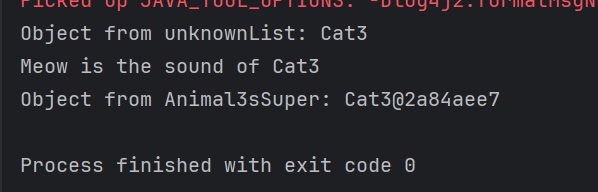 Picked up JAVA_TOOL_OPTIONS: -Dlog4j2.formatMsgN
Object from unknownList: Cat3
Meow is the sound of Cat3
Object from Animal3sSuper: Cat3@2a84aee7
Process finished with exit code 0